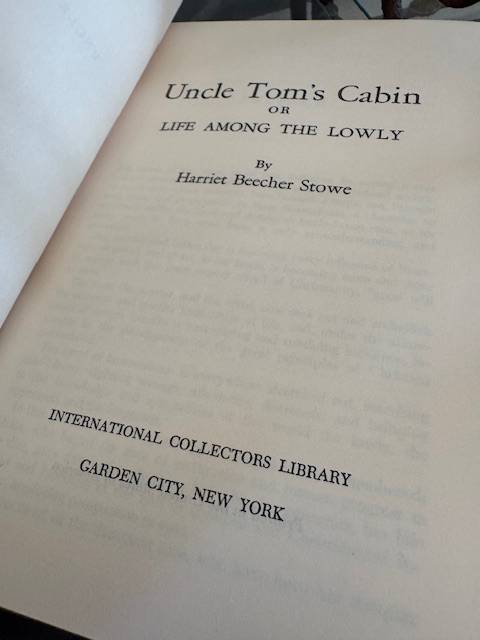 Uncle Tom's Cabin
OR
LIFE AMONG THE LOWLY
By
Harriet Beecher Stowe
INTERNATIONAL COLLECTORS LIBRARY
GARDEN CITY, NEW YORK